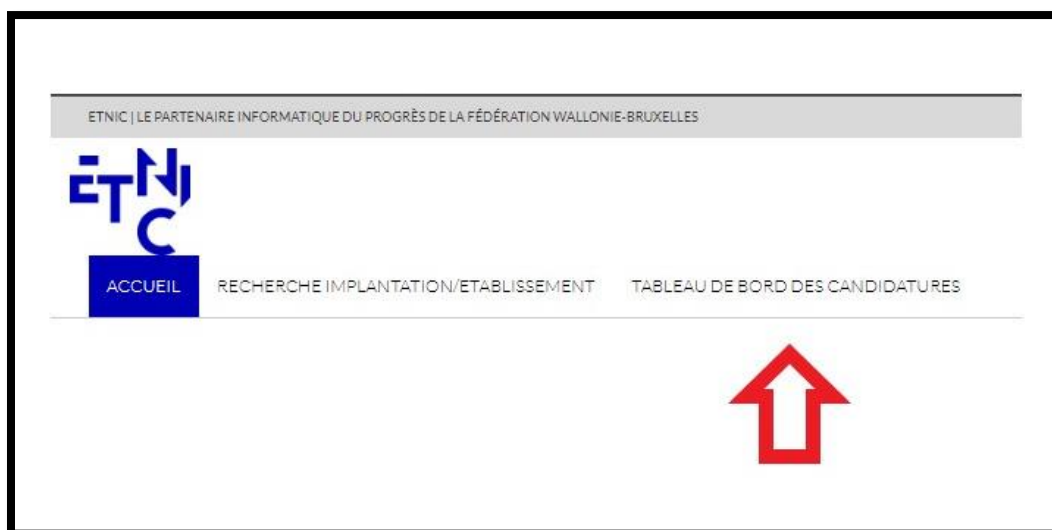 ETNIC | LE PARTENAIRE INFORMATIQUE DU PROGRÈS DE LA FÉDÉRATION WALLONIE-BRUXELLES
ETNIC
ACCUEIL RECHERCHE IMPLANTATION/ETABLISSEMENT TABLEAU DE BORD DES CANDIDATURES